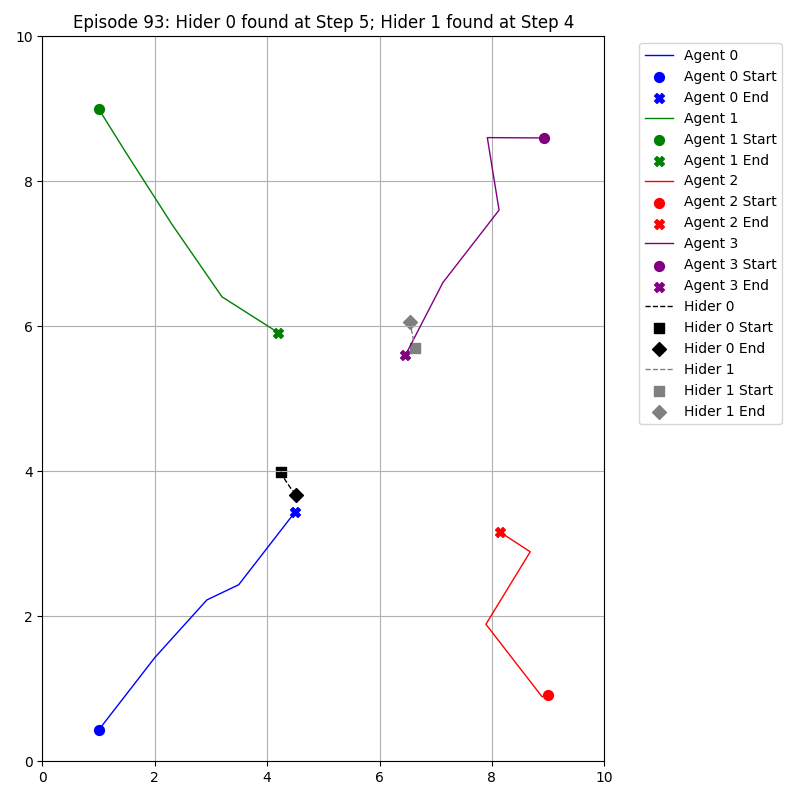 Episode 93: Hider 0 found at Step 5; Hider 1 found at Step 4
10
8
6
4
2
0
0 2 4 6 8 10
Agent 0
Agent 0 Start
Agent 0 End
Agent 1
Agent 1 Start
Agent 1 End
Agent 2
Agent 2 Start
Agent 2 End
Agent 3
Agent 3 Start
Agent 3 End
Hider 0
Hider 0 Start
Hider 0 End
Hider 1
Hider 1 Start
Hider 1 End